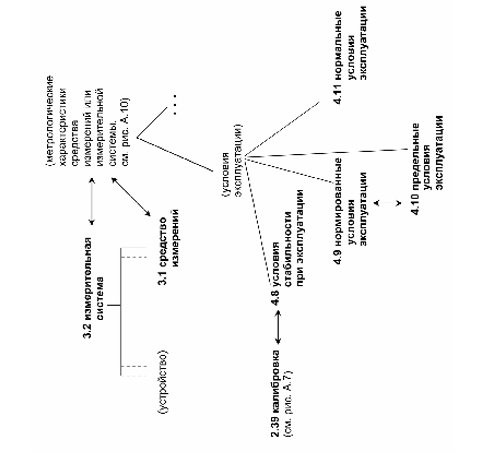 (метрологические
характеристики
средства
измерений или
измерительной
системы.
см. рис. А.10)
. . .
3.2 измерительная
система
3.1 средство
измерений
(устройство)
(условия
эксплуатации)
4.11 нормальные
условия
эксплуатации
4.10 предельные
условия
эксплуатации
4.9 нормированные
условия
эксплуатации
4.8 условия
стабильности
при эксплуатации
2.39 калибровка
(см. рис. А.7)